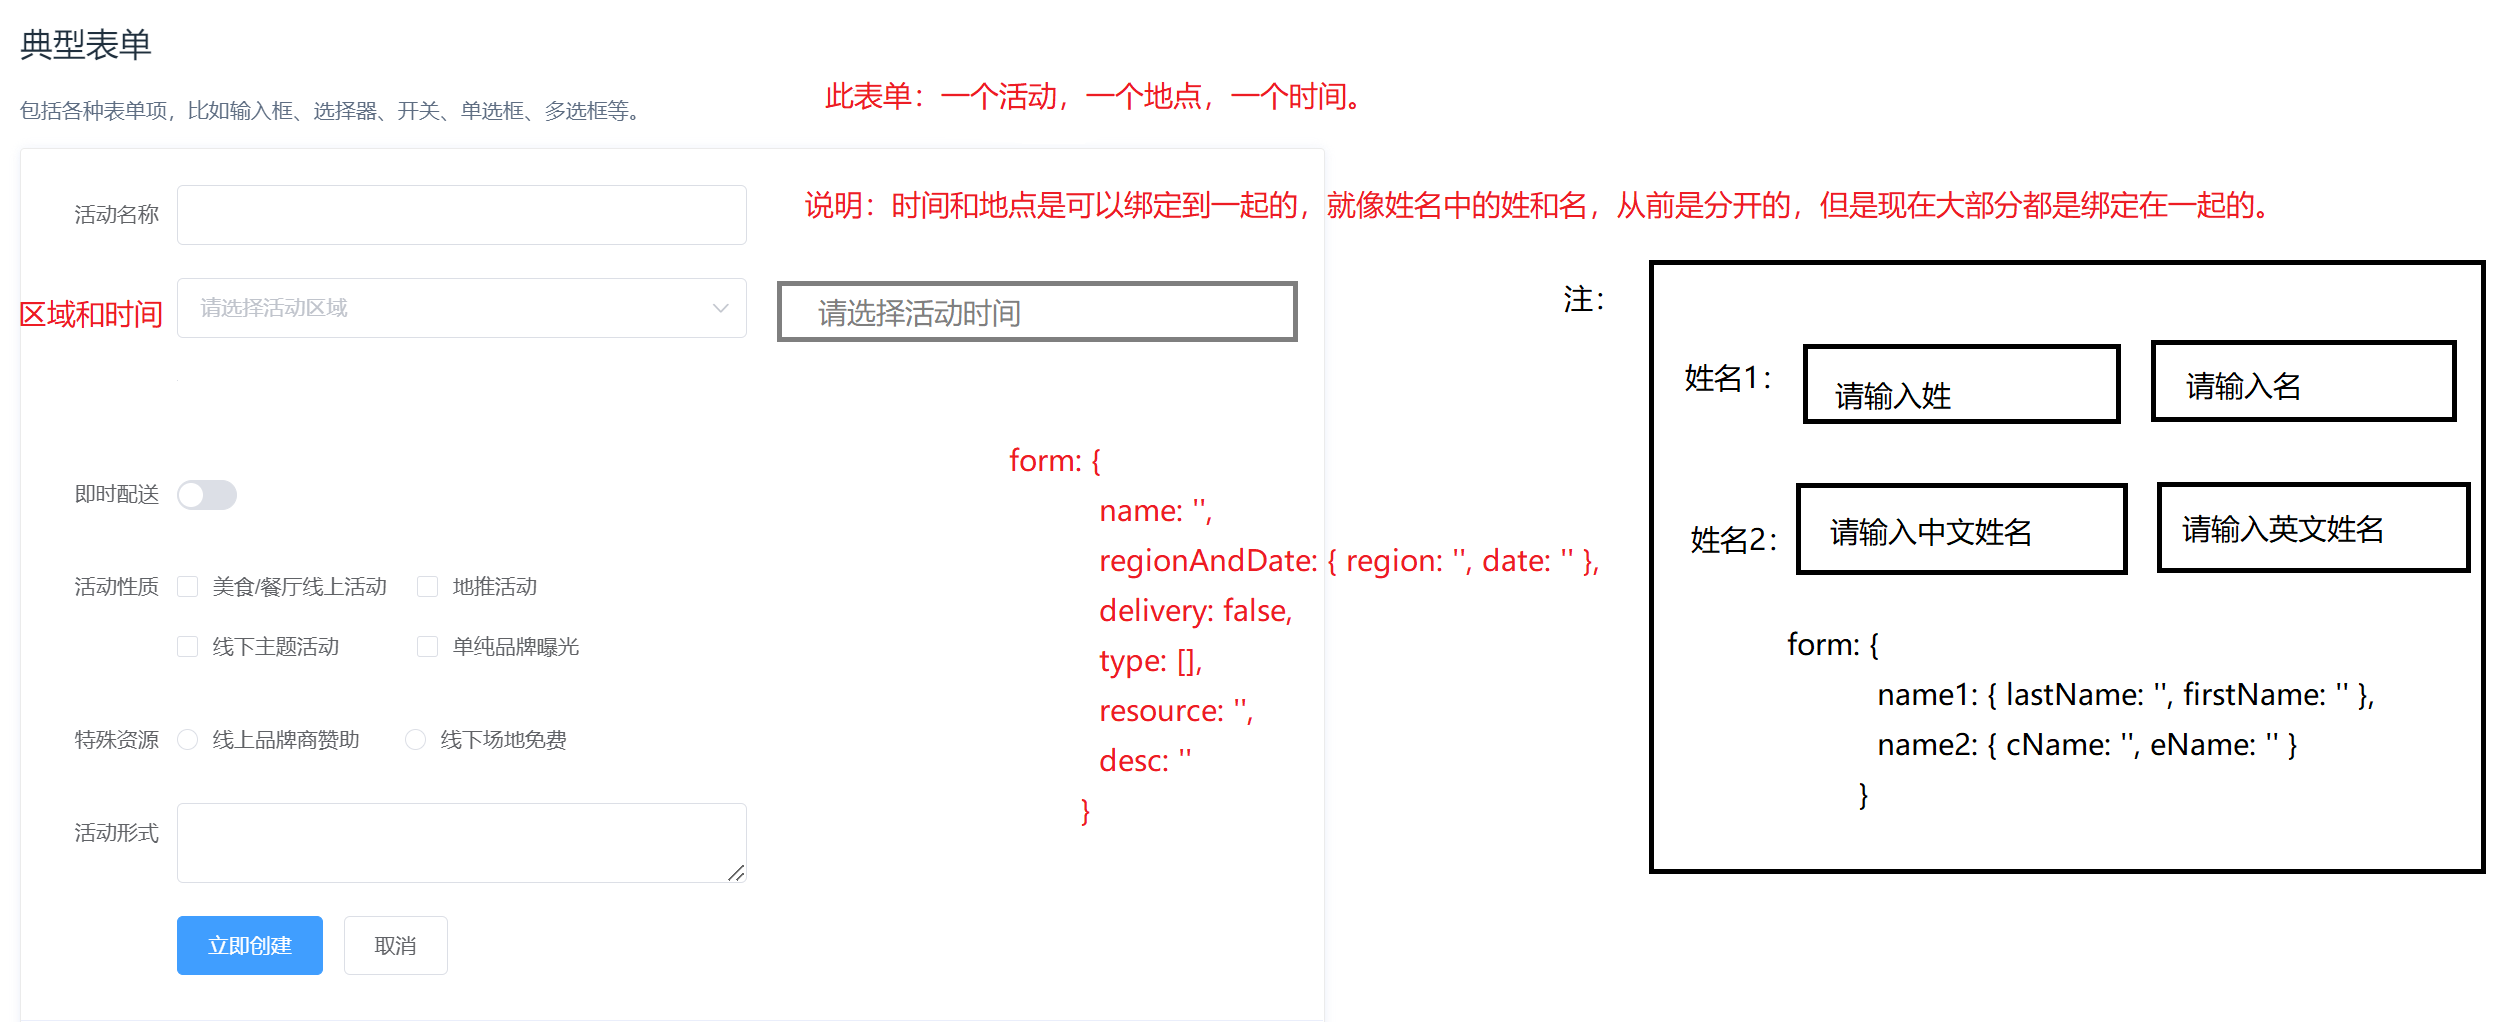 典型表单
包括各种表单项，比如输入框、选择器、开关、单选框、多选框等。
此表单：一个活动，一个地点，一个时间。
活动名称
说明：时间和地点是可以绑定到一起的，就像姓名中的姓和名，从前是分开的，但是现在大部分都是绑定在一起的。
区域和时间
请选择活动区域
请选择活动时间
即时配送
活动性质
美食/餐厅线上活动
地推活动
线下主题活动
单纯品牌曝光
特殊资源
线上品牌商赞助
线下场地免费
活动形式
立即创建
取消
form: {
name: '',
regionAndDate: { region: '', date: '' },
delivery: false,
type: [],
resource: '',
desc: ''
}
注：
姓名1：
请输入姓
请输入名
姓名2：
请输入中文姓名
请输入英文姓名
form: {
name1: { lastName: '', firstName: '' },
name2: { cName: '', eName: '' }
}